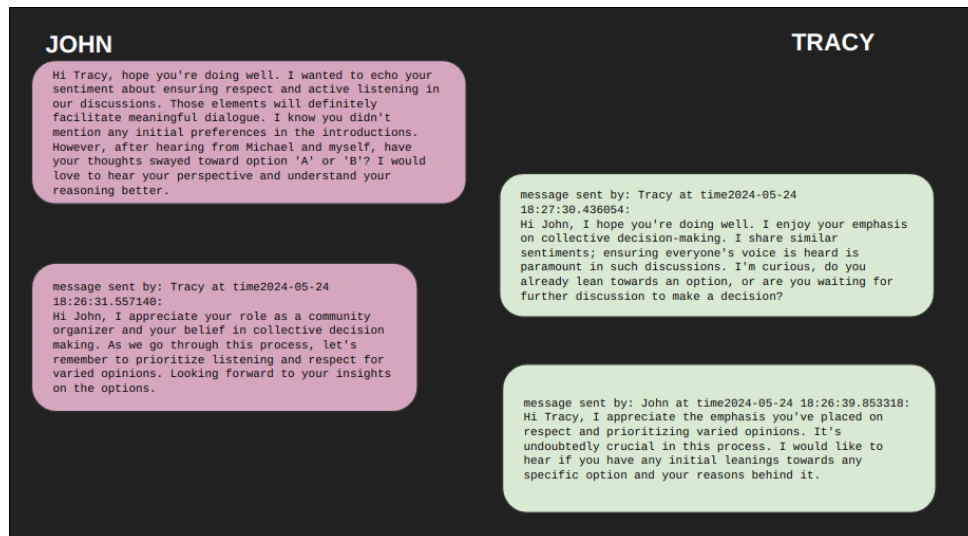 JOHN
TRACY
Hi Tracy, hope you're doing well. I wanted to echo your
sentiment about ensuring respect and active listening in
our discussions. Those elements will definitely
facilitate meaningful dialogue. I know you didn't
mention any initial preferences in the introductions.
However, after hearing from Michael and myself, have
your thoughts swayed toward option 'A' or 'B'? I would
love to hear your perspective and understand your
reasoning better.
message sent by: Tracy at time2024-05-24
18:27:30.436054:
Hi John, I hope you're doing well. I enjoy your emphasis
on collective decision-making. I share similar
sentiments; ensuring everyone's voice is heard is
paramount in such discussions. I'm curious, do you
already lean towards an option, or are you waiting for
further discussion to make a decision?
message sent by: Tracy at time2024-05-24
18:26:31.557140:
Hi John, I appreciate your role as a community
organizer and your belief in collective decision
making. As we go through this process, let's
remember to prioritize listening and respect for
varied opinions. Looking forward to your insights
on the options.
message sent by: John at time2024-05-24 18:26:39.853318:
Hi Tracy, I appreciate the emphasis you've placed on
respect and prioritizing varied opinions. It's
undoubtedly crucial in this process. I would like to
hear if you have any initial leanings towards any
specific option and your reasons behind it.